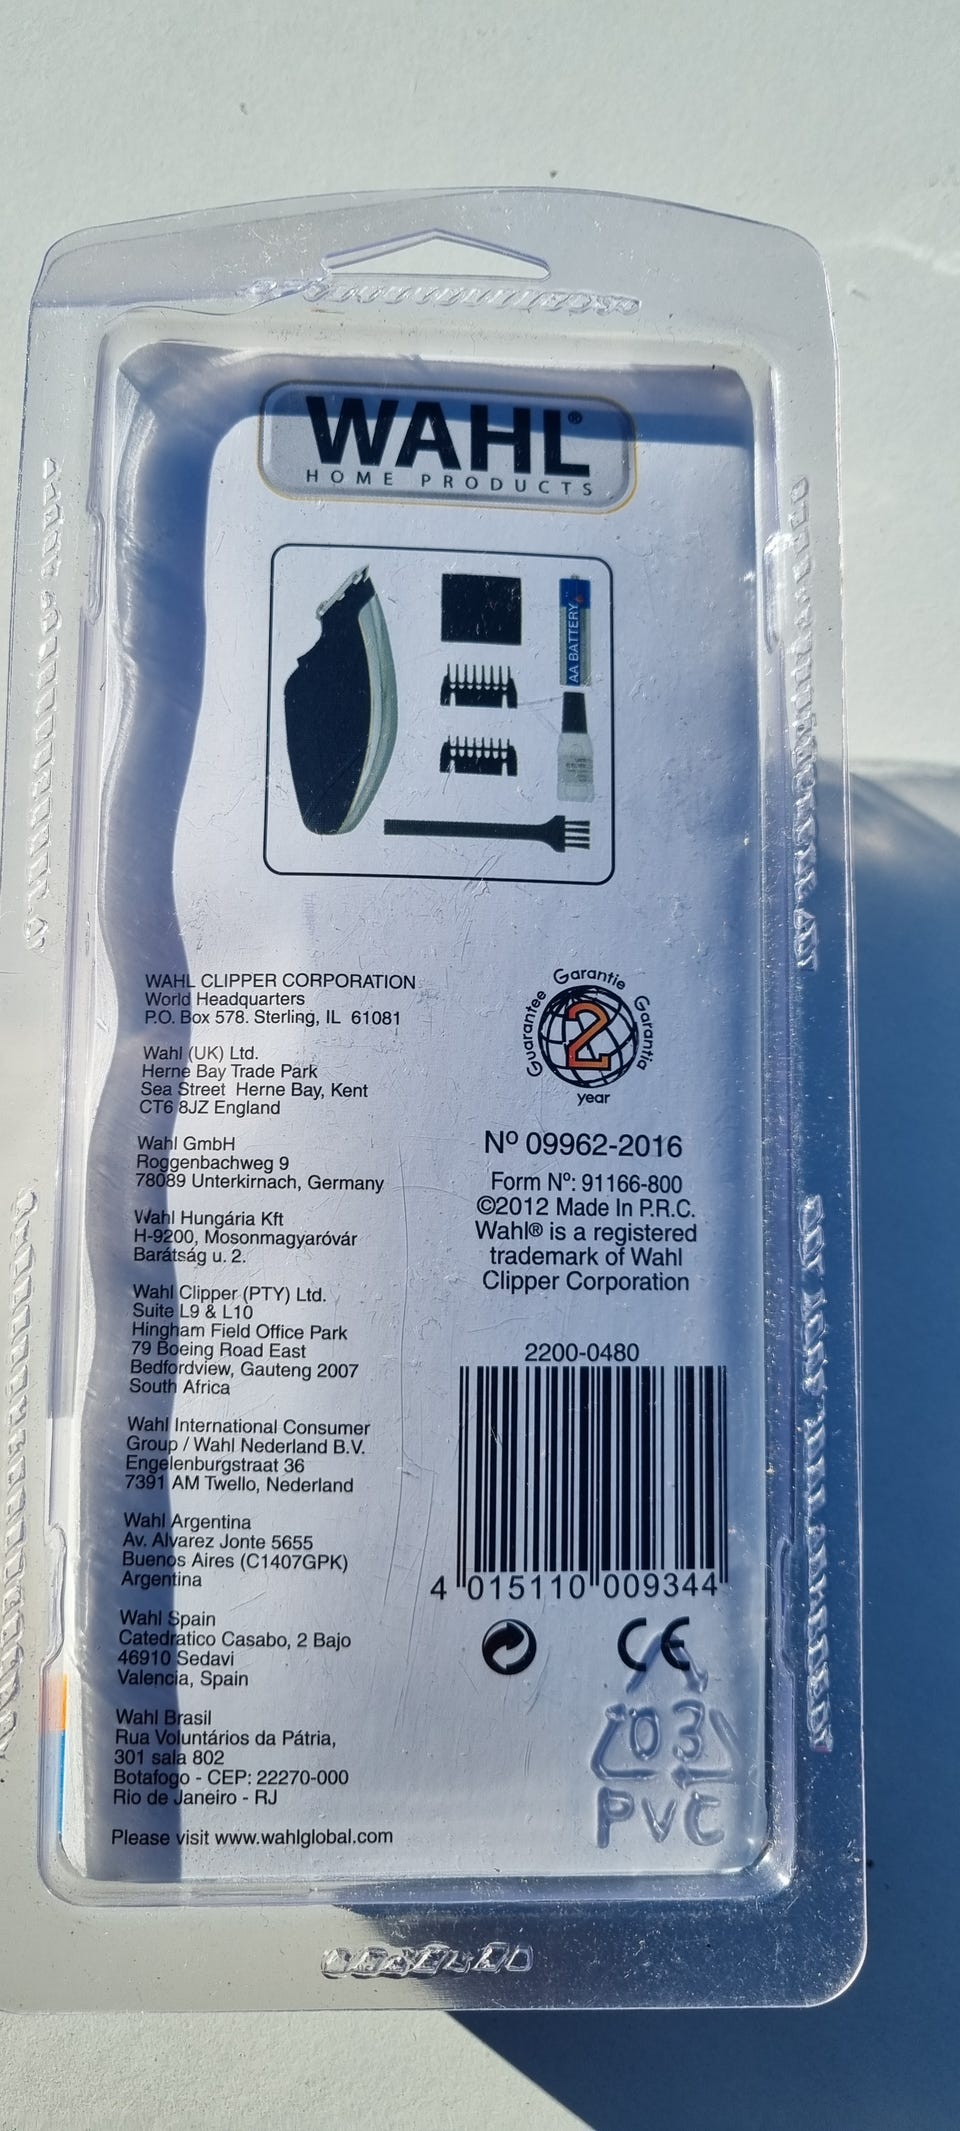 WAHL®
HOME PRODUCTS
AA BATTERY
WAHL CLIPPER CORPORATION
World Headquarters
P.O. Box 578. Sterling, IL 61081
Wahl (UK) Ltd.
Herne Bay Trade Park
Sea Street Herne Bay, Kent
CT6 8JZ England
Wahl GmbH
Roggenbachweg 9
78089 Unterkirnach, Germany
Wahl Hungária Kft
H-9200, Mosonmagyaróvár
Barátság u. 2.
Wahl Clipper (PTY) Ltd.
Suite L9 & L10
Hingham Field Office Park
79 Boeing Road East
Bedfordview, Gauteng 2007
South Africa
Wahl International Consumer
Group / Wahl Nederland B.V.
Engelenburgstraat 36
7391 AM Twello, Nederland
Wahl Argentina
Av. Alvarez Jonte 5655
Buenos Aires (C1407GPK)
Argentina
Wahl Spain
Catedratico Casabo, 2 Bajo
46910 Sedavi
Valencia, Spain
Wahl Brasil
Rua Voluntários da Pátria,
301 sala 802
Botafogo - CEP: 22270-000
Rio de Janeiro - RJ
Please visit www.wahlglobal.com
Guarantee Garantie Garantia
2
year
Nº 09962-2016
Form Nº: 91166-800
©2012 Made In P.R.C.
Wahl® is a registered
trademark of Wahl
Clipper Corporation
2200-0480
4 015110 009344
CE
03
PVC